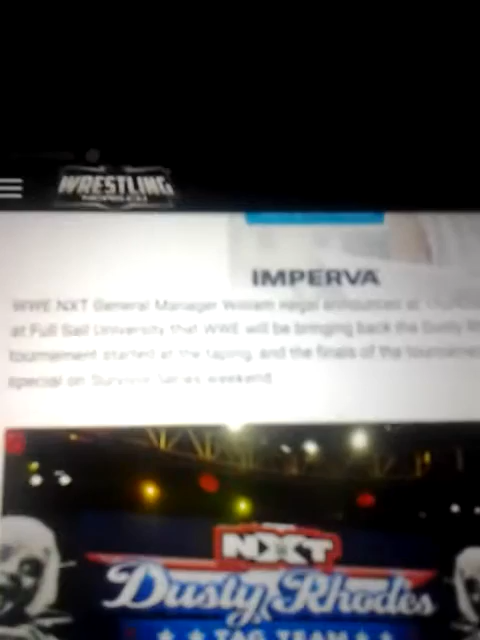 WRESTLING
IMPERVA
WWE NXT General Manager William Regal announced at
at Full Sail University that WWE will be bringing back the Dusty
tournament started at the taping, and the finals of the
special on Survivor Series weekend.
NXT
Dusty Rhodes
TAG TEAM